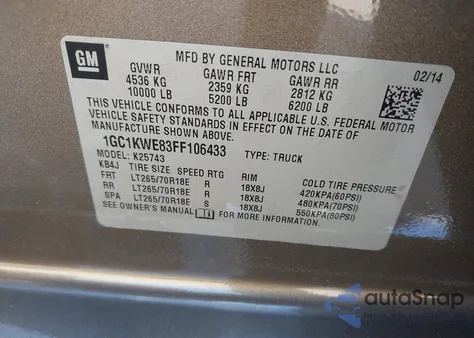 GM
MFD BY GENERAL MOTORS LLC
02/14
GVWR GAWR FRT GAWR RR
4536 KG 2359 KG 2812 KG
10000 LB 5200 LB 6200 LB
THIS VEHICLE CONFORMS TO ALL APPLICABLE U.S. FEDERAL MOTOR
VEHICLE SAFETY STANDARDS IN EFFECT ON THE DATE OF
MANUFACTURE SHOWN ABOVE.
1GC1KWE83FF106433 TYPE: TRUCK
MODEL: K25743
KB4J TIRE SIZE SPEED RTG RIM COLD TIRE PRESSURE
FRT LT265/70R18E R 18X8J 420KPA(60PSI)
RR LT265/70R18E R 18X8J 480KPA(70PSI)
SPA LT265/70R18E S 18X8J 550KPA(80PSI)
SEE OWNER'S MANUAL FOR MORE INFORMATION.
autoSnap